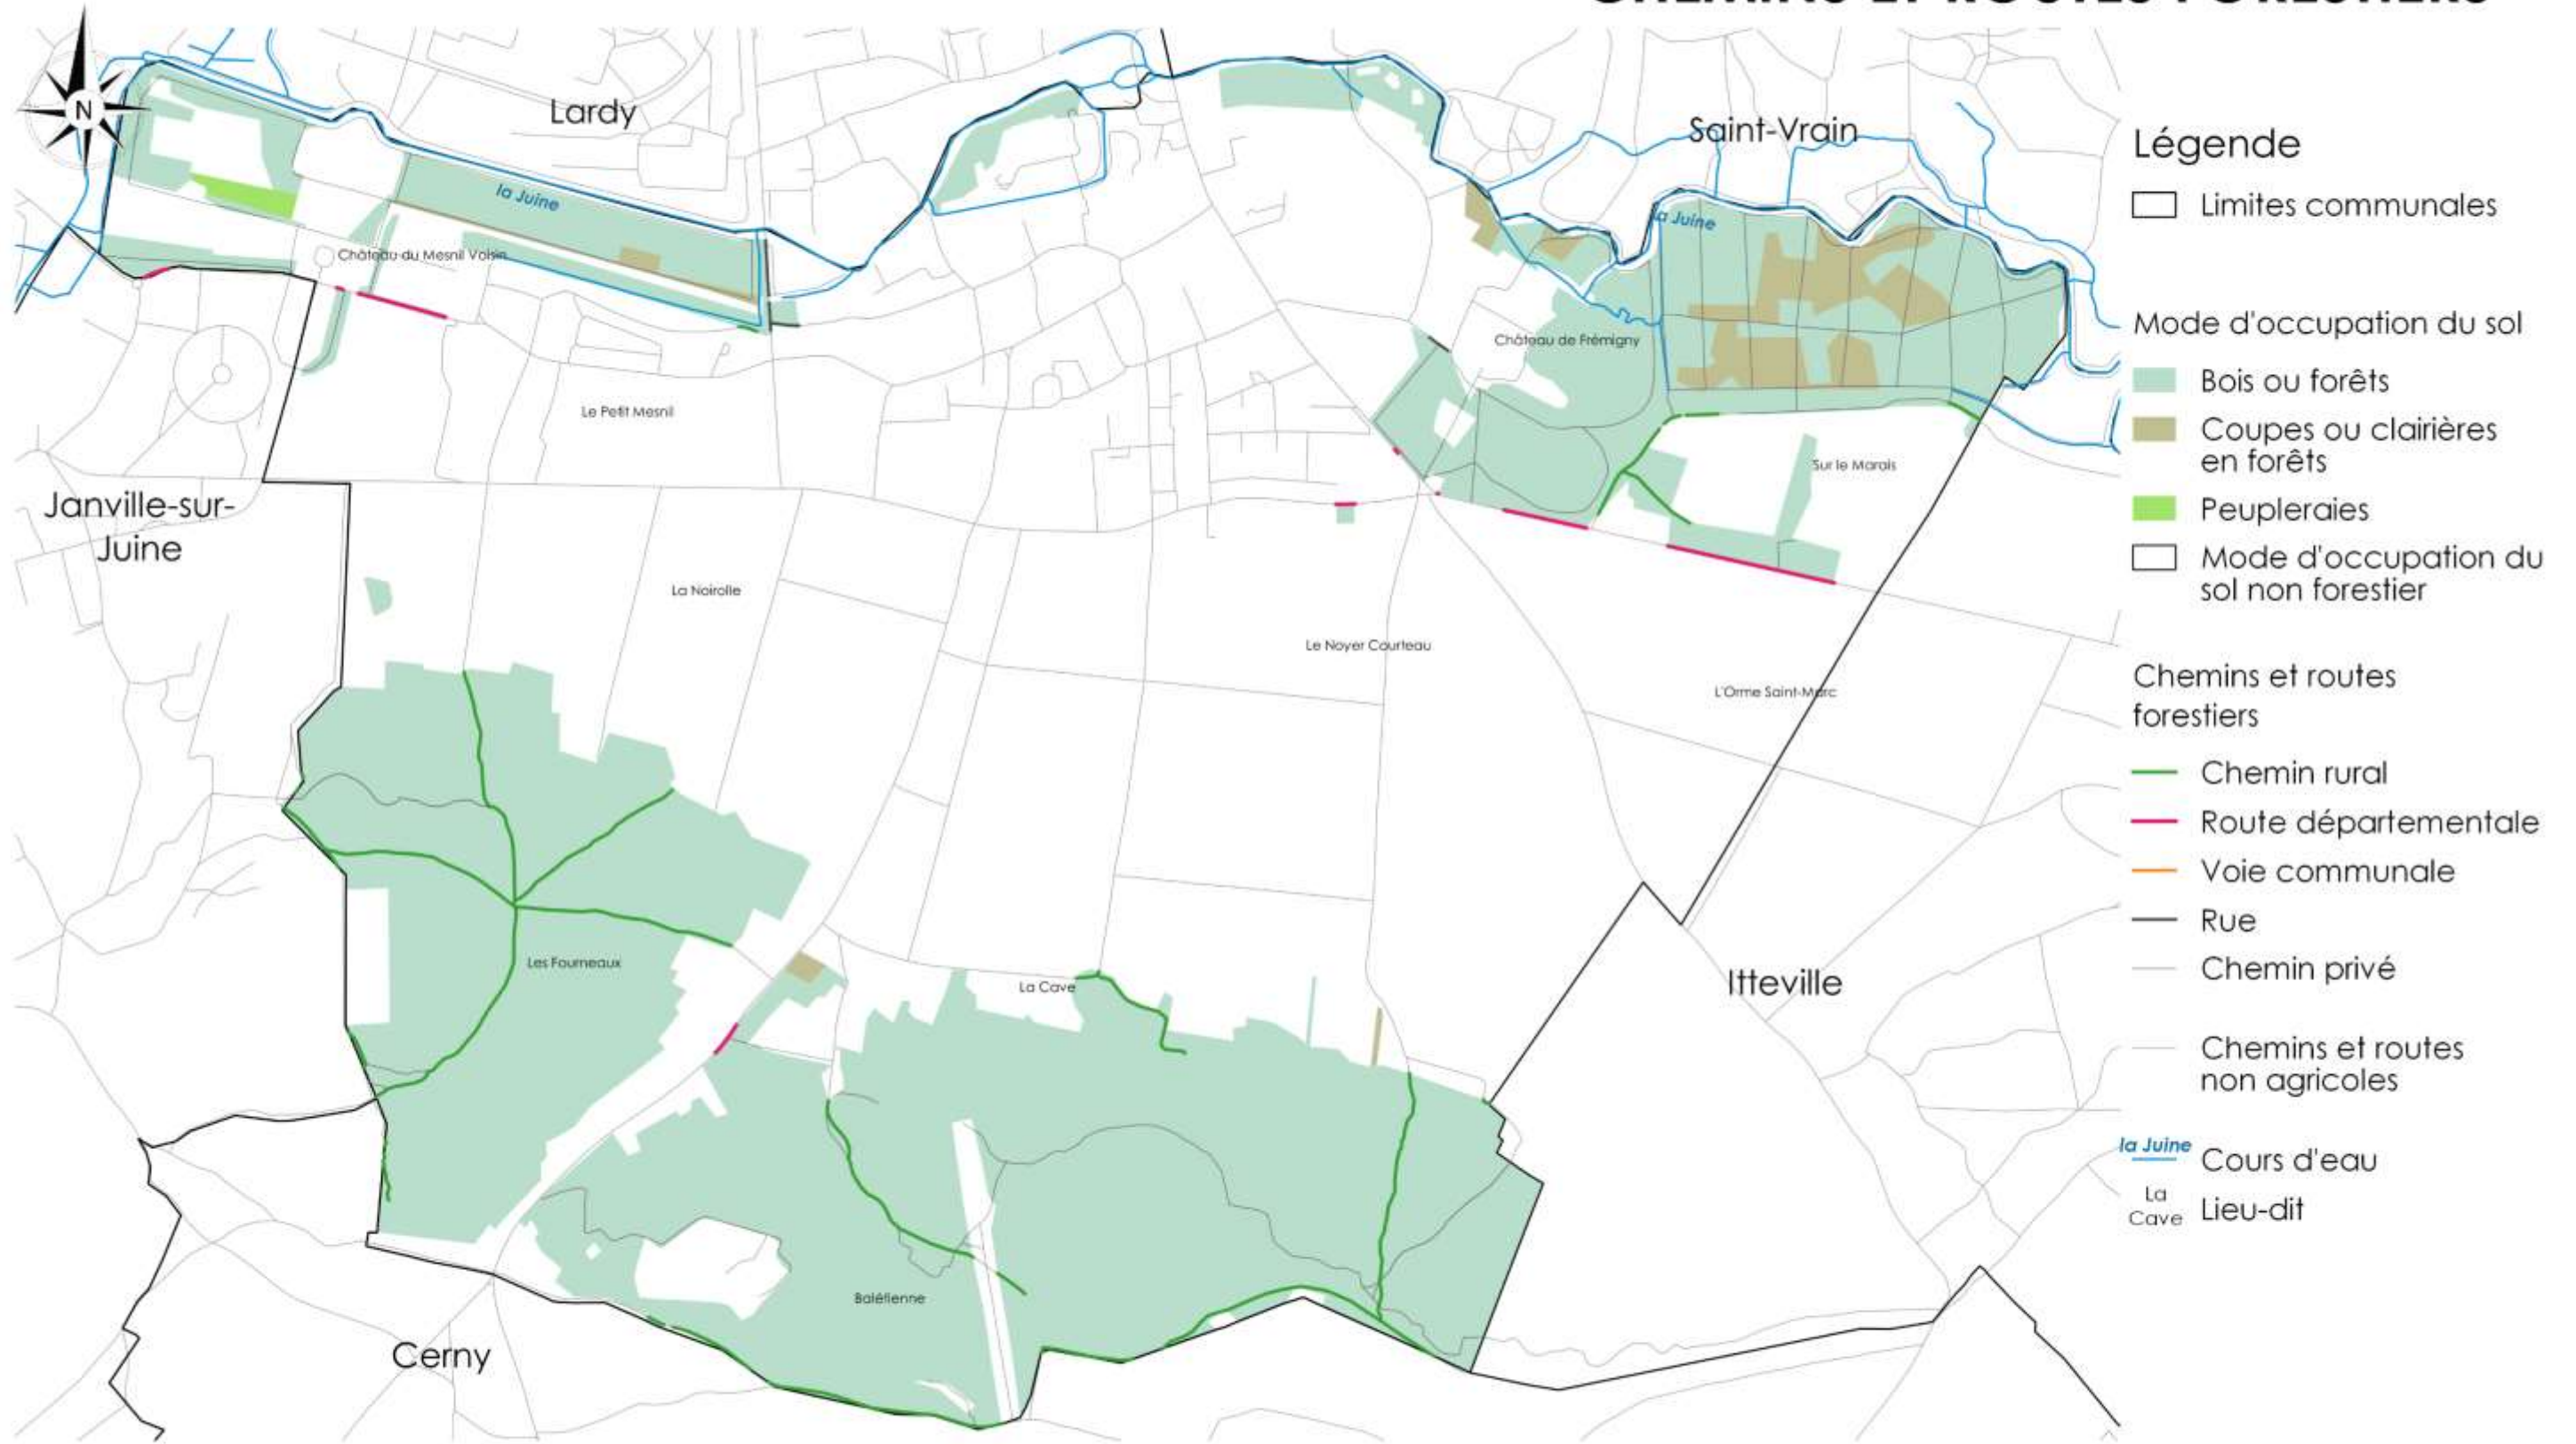 CHEMINS ET ROUTES FORESTIERS
N
Lardy
Saint-Vrain
la Juine
la Juine
Château du Mesnil Voisin
Château de Frémigny
Le Petit Mesnil
Sur le Marais
Janville-sur-
Juine
La Noirolle
Le Noyer Courteau
L'Orme Saint-Marc
Les Fourneaux
La Cave
Itteville
Baléfienne
Cerny
Légende
Limites communales
Mode d'occupation du sol
Bois ou forêts
Coupes ou clairières
en forêts
Peupleraies
Mode d'occupation du
sol non forestier
Chemins et routes
forestiers
Chemin rural
Route départementale
Voie communale
Rue
Chemin privé
Chemins et routes
non agricoles
la Juine
Cours d'eau
La
Cave
Lieu-dit